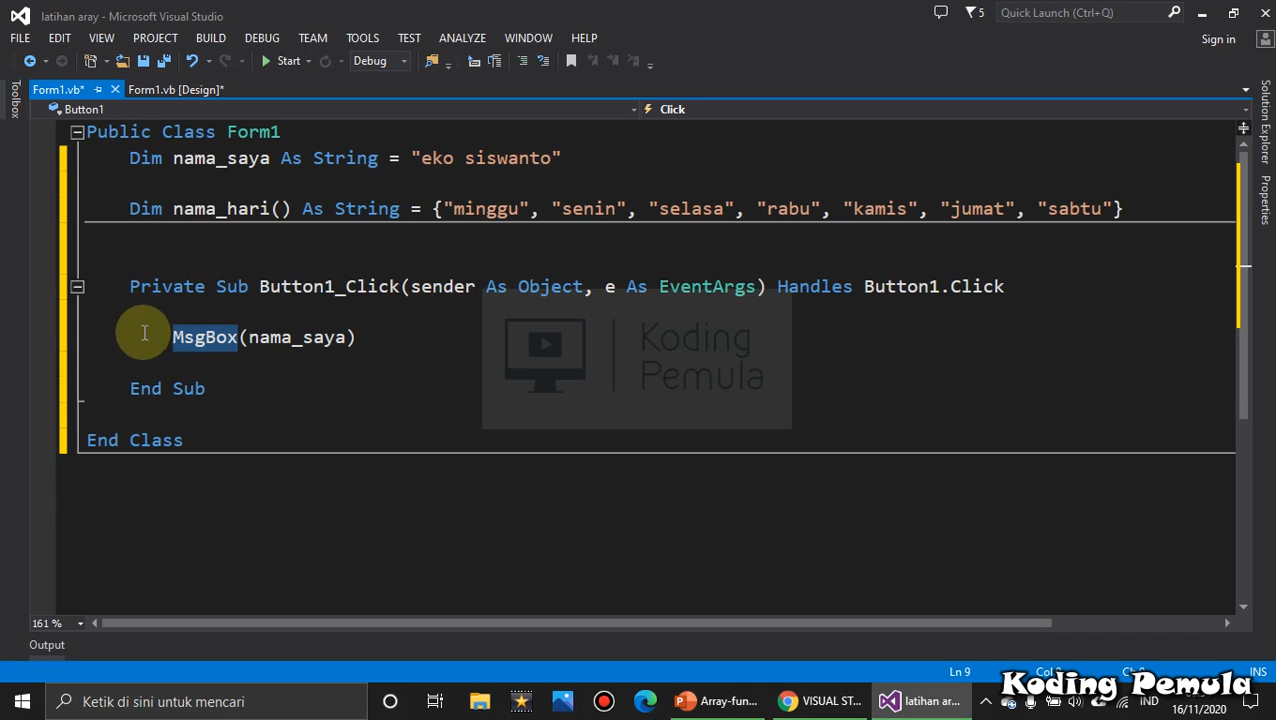 latihan aray - Microsoft Visual Studio
5
Quick Launch (Ctrl+Q)
FILE EDIT VIEW PROJECT BUILD DEBUG TEAM TOOLS TEST ANALYZE WINDOW HELP
Sign in
Start Debug
Form1.vb* Form1.vb [Design]*
Toolbox
Solution Explorer
Properties
Button1 Click
Public Class Form1
Dim nama_saya As String = "eko siswanto"
Dim nama_hari() As String = {"minggu", "senin", "selasa", "rabu", "kamis", "jumat", "sabtu"}
Private Sub Button1_Click(sender As Object, e As EventArgs) Handles Button1.Click
MsgBox(nama_saya)
Koding
Pemula
End Sub
End Class
161 %
Output
Ln 9 INS
Koding Pemula
Ketik di sini untuk mencari
Array-fun... VISUAL ST... latihan ar... IND
16/11/2020